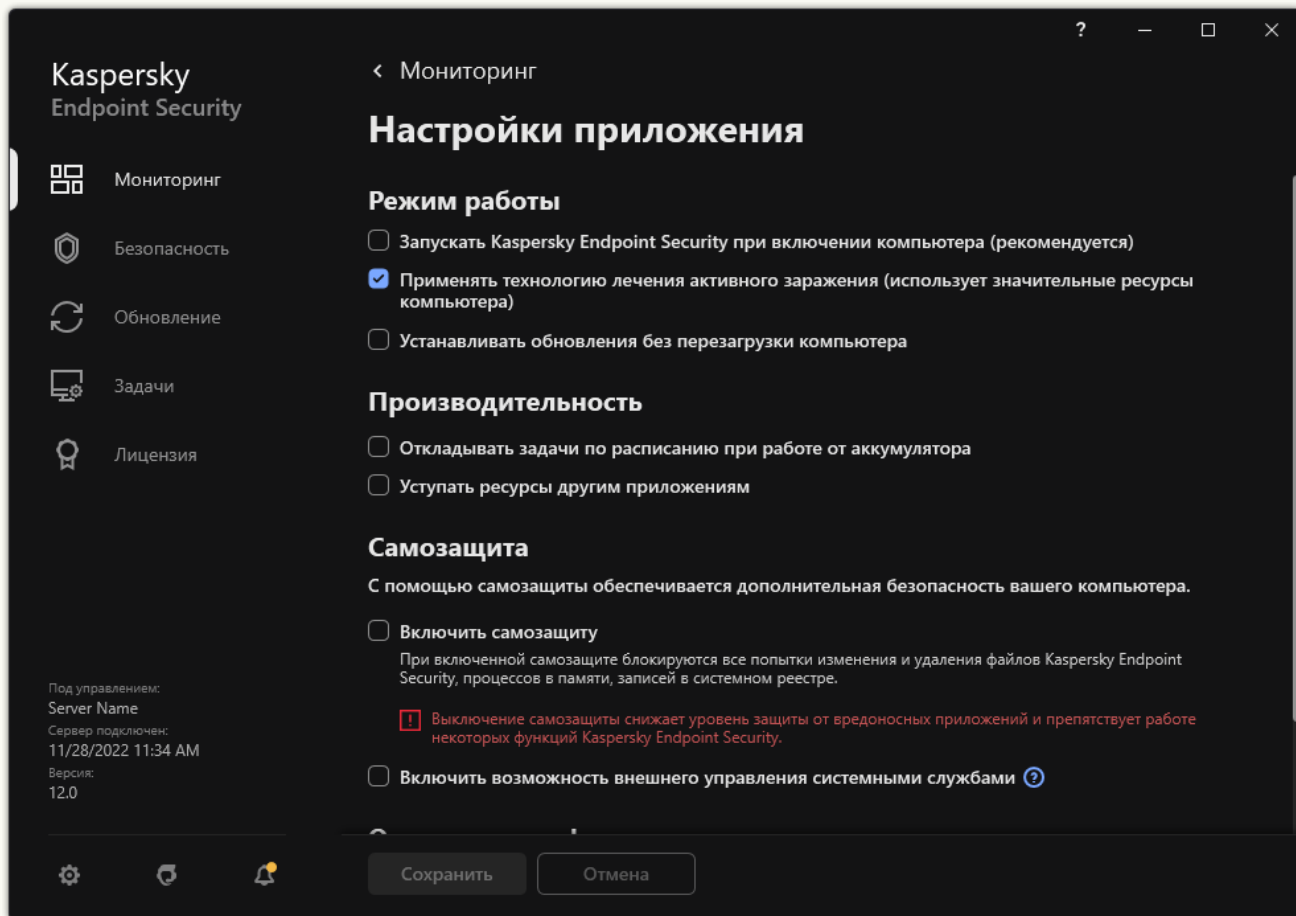 ?
Kaspersky
Endpoint Security
Мониторинг
Безопасность
Обновление
Задачи
Лицензия
Под управлением:
Server Name
Сервер подключен:
11/28/2022 11:34 AM
Версия:
12.0
Мониторинг
Настройки приложения
Режим работы
Запускать Kaspersky Endpoint Security при включении компьютера (рекомендуется)
Применять технологию лечения активного заражения (использует значительные ресурсы
компьютера)
Устанавливать обновления без перезагрузки компьютера
Производительность
Откладывать задачи по расписанию при работе от аккумулятора
Уступать ресурсы другим приложениям
Самозащита
С помощью самозащиты обеспечивается дополнительная безопасность вашего компьютера.
Включить самозащиту
При включенной самозащите блокируются все попытки изменения и удаления файлов Kaspersky Endpoint
Security, процессов в памяти, записей в системном реестре.
Выключение самозащиты снижает уровень защиты от вредоносных приложений и препятствует работе
некоторых функций Kaspersky Endpoint Security.
Включить возможность внешнего управления системными службами ?
Сохранить
Отмена